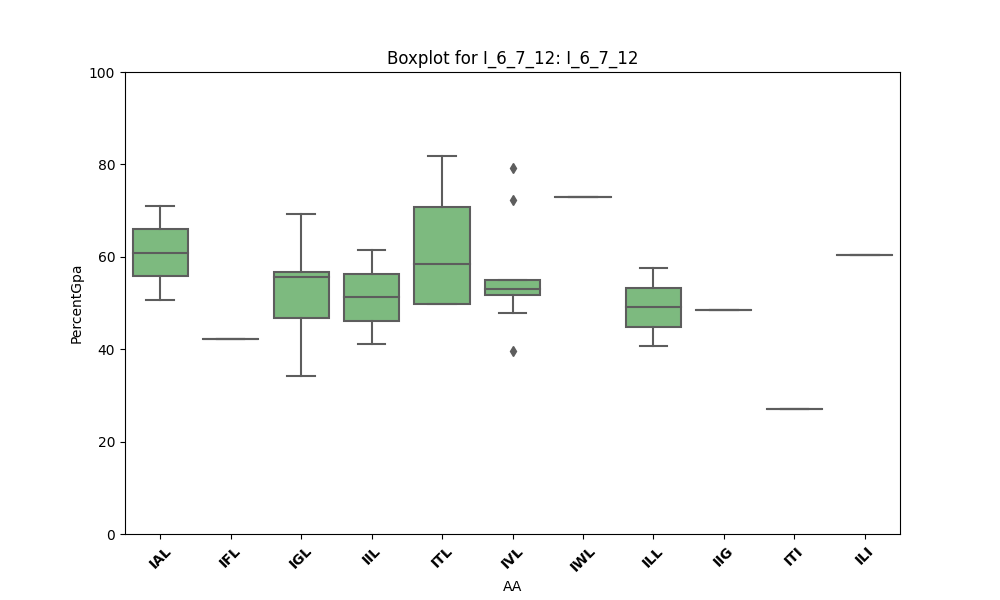 Boxplot for I_6_7_12: I_6_7_12
100
80
60
40
20
0
PercentGpa
IAL
IFL
IGL
IIL
ITL
IVL
IWL
ILL
IIG
ITI
ILI
AA